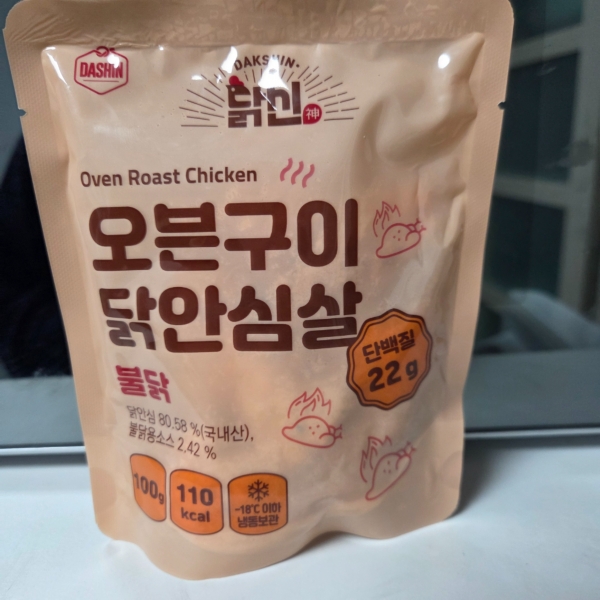 DASHIN
·DAKSHIN·
닭신
神
Oven Roast Chicken
오븐구이
닭안심살
단백질
22 g
불닭
닭안심 80.58 %(국내산),
불닭용소스 2.42 %
100g
110
kcal
-18℃ 이하
냉동보관